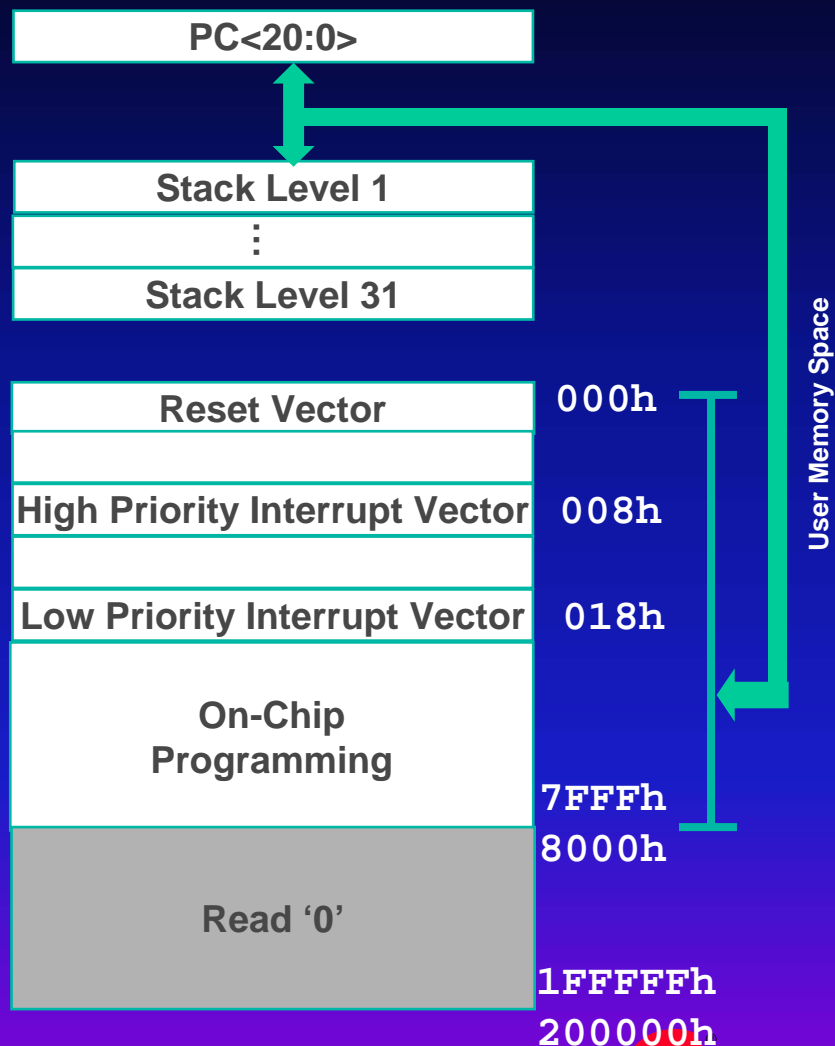 PC<20:0>
Stack Level 1
⋮
Stack Level 31
Reset Vector
000h
High Priority Interrupt Vector
008h
Low Priority Interrupt Vector
018h
On-Chip
Programming
7FFFh
8000h
Read ‘0’
1FFFFFh
200000h
User Memory Space